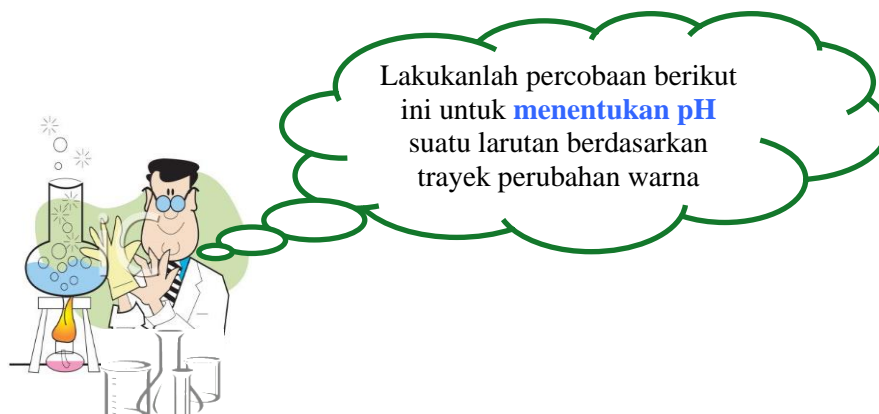 Lakukanlah percobaan berikut
ini untuk menentukan pH
suatu larutan berdasarkan
trayek perubahan warna